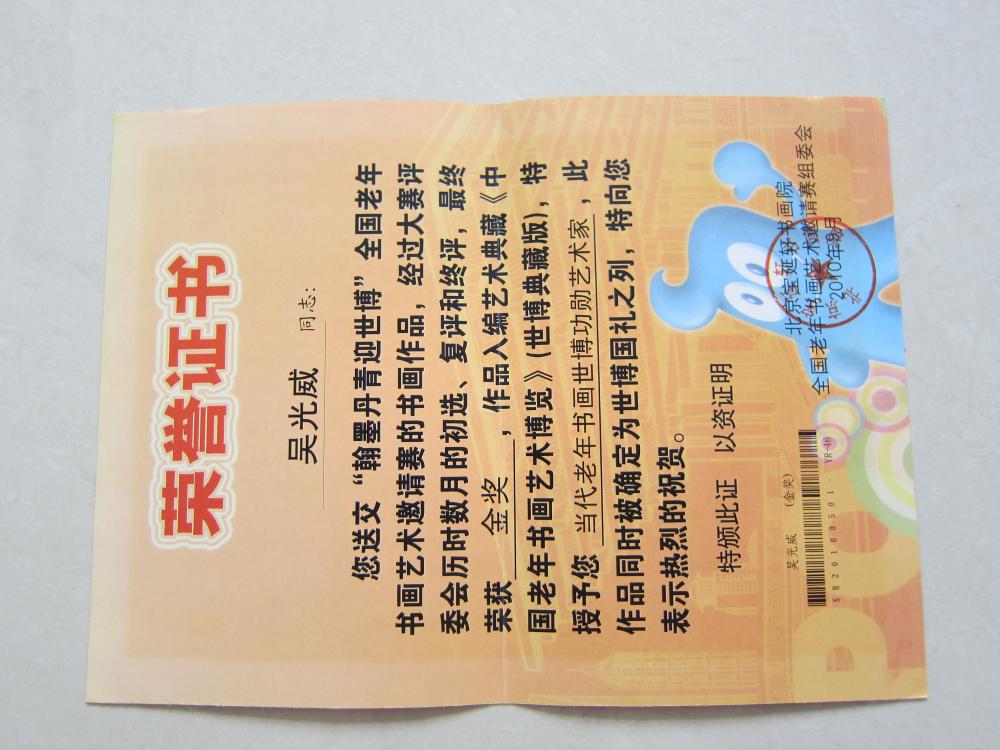 荣誉证书
吴光威 同志:
您送交“翰墨丹青迎世博”全国老年
书画艺术邀请赛的书画作品，经过大赛评
委会历时数月的初选、复评和终评，最终
荣获 金奖 ，作品入编艺术典藏《中
国老年书画艺术博览》(世博典藏版)，特
授予您 当代老年书画世博功勋艺术家 ，此
作品同时被确定为世博国礼之列，特向您
表示热烈的祝贺。
特颁此证 以资证明
吴光威 (金奖)
SB20100501-YR-46
北京宝延轩书画院
全国老年书画艺术邀请赛组委会